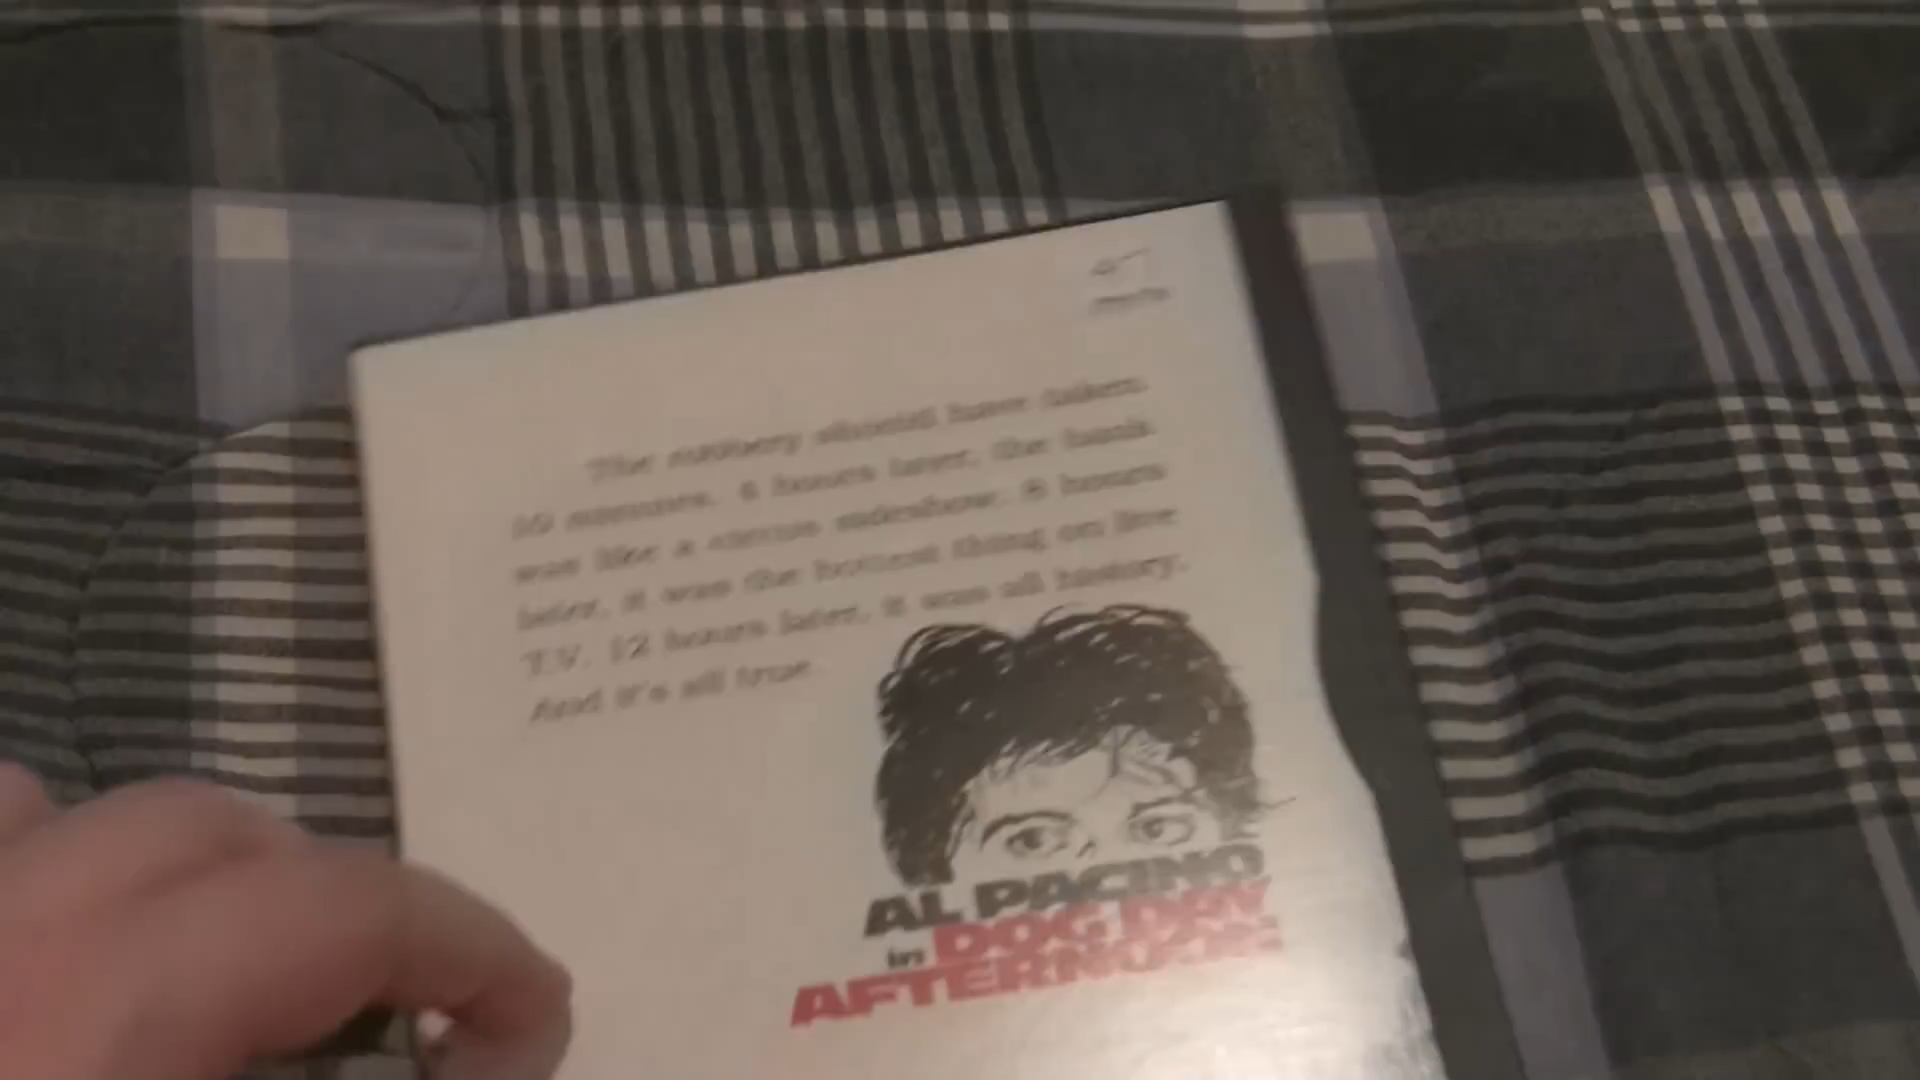 The robbery should have taken
10 minutes. 4 hours later, the bank
was like a circus sideshow. 8 hours
later, it was the hottest thing on live
T.V. 12 hours later, it was all history.
And it's all true.
AL PACINO
in DOG DAY
AFTERNOON